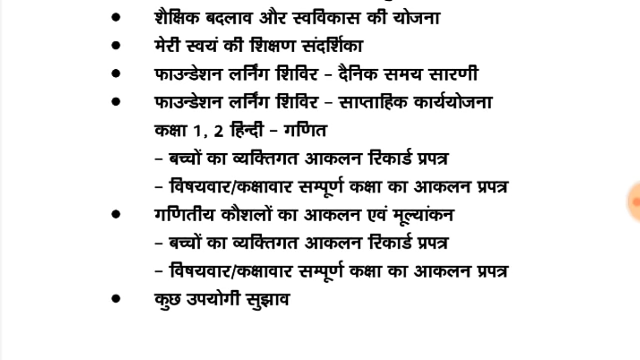 • शैक्षिक बदलाव और स्वविकास की योजना
• मेरी स्वयं की शिक्षण संदर्शिका
• फाउन्डेशन लर्निंग शिविर – दैनिक समय सारणी
• फाउन्डेशन लर्निंग शिविर – साप्ताहिक कार्ययोजना
कक्षा 1, 2 हिन्दी – गणित
– बच्चों का व्यक्तिगत आकलन रिकार्ड प्रपत्र
– विषयवार/कक्षावार सम्पूर्ण कक्षा का आकलन प्रपत्र
• गणितीय कौशलों का आकलन एवं मूल्यांकन
– बच्चों का व्यक्तिगत आकलन रिकार्ड प्रपत्र
– विषयवार/कक्षावार सम्पूर्ण कक्षा का आकलन प्रपत्र
• कुछ उपयोगी सुझाव